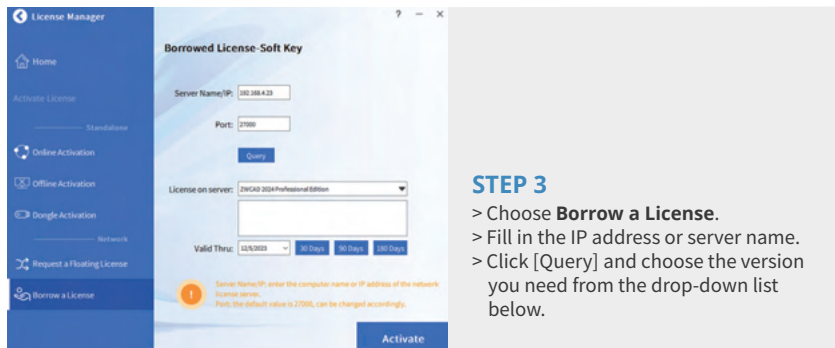 License Manager
? — ×
Home
Activate License
Standalone
Online Activation
Offline Activation
Dongle Activation
Network
Request a Floating License
Borrow a License
Borrowed License-Soft Key
Server Name/IP: 192.168.4.23
Port: 27000
Query
License on server: ZWCAD 2024 Professional Edition
Valid Thru: 12/5/2023 30 Days 90 Days 180 Days
Server Name/IP: enter the computer name or IP address of the network
license server.
Port: the default value is 27000, can be changed accordingly.
Activate
STEP 3
> Choose Borrow a License.
> Fill in the IP address or server name.
> Click [Query] and choose the version
you need from the drop-down list
below.